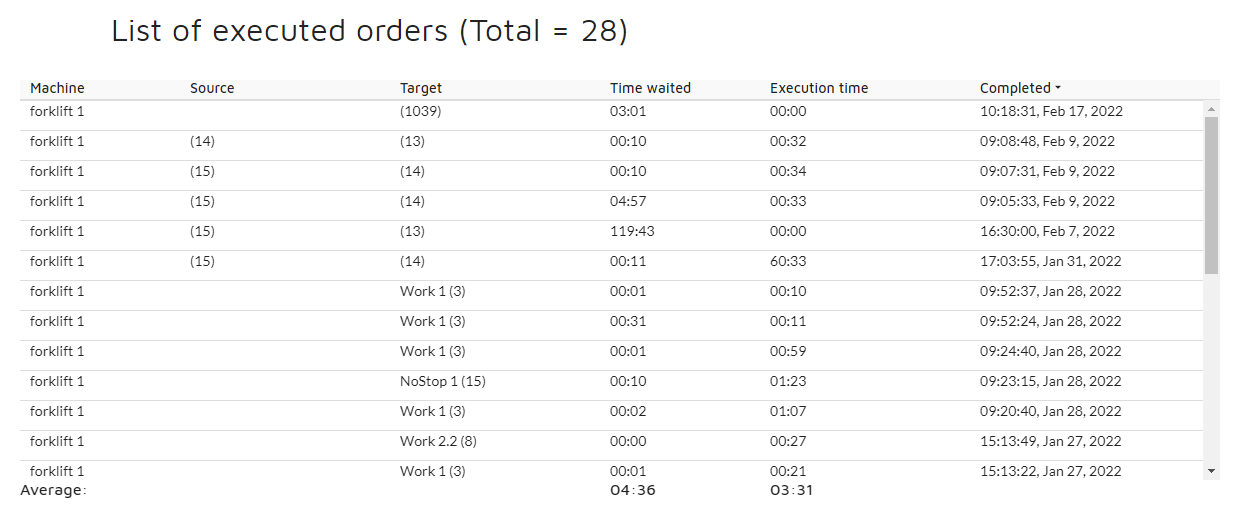 List of executed orders (Total = 28)
Machine Source Target Time waited Execution time Completed
forklift 1 (1039) 03:01 00:00 10:18:31, Feb 17, 2022
forklift 1 (14) (13) 00:10 00:32 09:08:48, Feb 9, 2022
forklift 1 (15) (14) 00:10 00:34 09:07:31, Feb 9, 2022
forklift 1 (15) (14) 04:57 00:33 09:05:33, Feb 9, 2022
forklift 1 (15) (13) 119:43 00:00 16:30:00, Feb 7, 2022
forklift 1 (15) (14) 00:11 60:33 17:03:55, Jan 31, 2022
forklift 1 Work 1 (3) 00:01 00:10 09:52:37, Jan 28, 2022
forklift 1 Work 1 (3) 00:31 00:11 09:52:24, Jan 28, 2022
forklift 1 Work 1 (3) 00:01 00:59 09:24:40, Jan 28, 2022
forklift 1 NoStop 1 (15) 00:10 01:23 09:23:15, Jan 28, 2022
forklift 1 Work 1 (3) 00:02 01:07 09:20:40, Jan 28, 2022
forklift 1 Work 2.2 (8) 00:00 00:27 15:13:49, Jan 27, 2022
forklift 1 Work 1 (3) 00:01 00:21 15:13:22, Jan 27, 2022
Average: 04:36 03:31